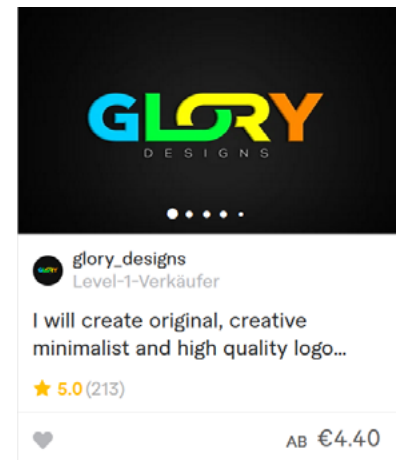 GLORY
DESIGNS
glory_designs
Level-1-Verkäufer
I will create original, creative
minimalist and high quality logo...
5.0 (213)
AB €4.40